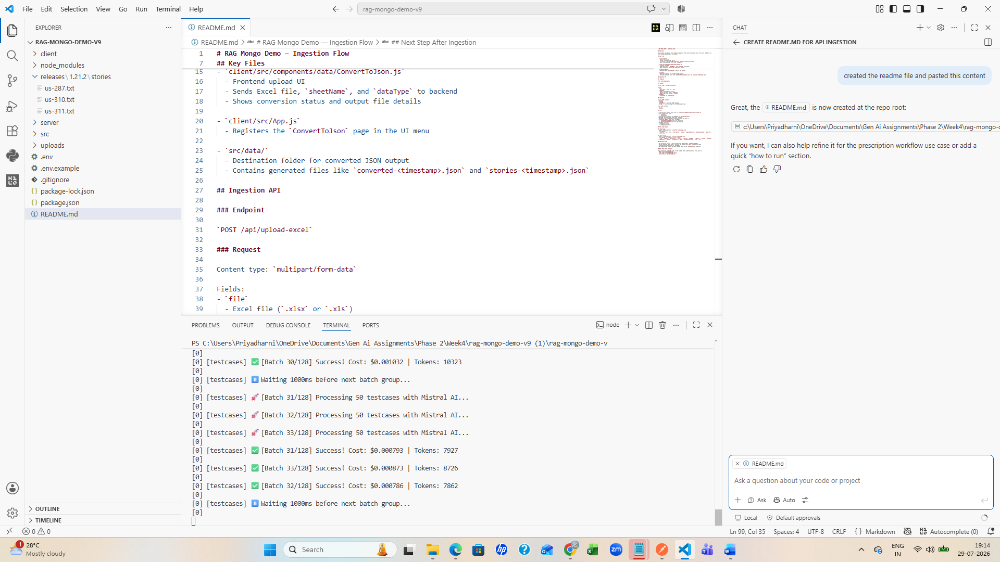 File Edit Selection View Go Run Terminal Help
rag-mongo-demo-v9
EXPLORER
RAG-MONGO-DEMO-V9
client
node_modules
releases \ 1.21.2 \ stories
us-287.txt
us-310.txt
us-311.txt
server
src
uploads
.env
.env.example
.gitignore
package-lock.json
package.json
README.md
OUTLINE
TIMELINE
README.md
README.md > # RAG Mongo Demo — Ingestion Flow > ## Next Step After Ingestion
1 # RAG Mongo Demo — Ingestion Flow
7 ## Key Files
15 - `client/src/components/data/ConvertToJson.js`
16 - Frontend upload UI
17 - Sends Excel file, `sheetName`, and `dataType` to backend
18 - Shows conversion status and output file details
19
20 - `client/src/App.js`
21 - Registers the `ConvertToJson` page in the UI menu
22
23 - `src/data/`
24 - Destination folder for converted JSON output
25 - Contains generated files like `converted-<timestamp>.json` and `stories-<timestamp>.json`
26
27 ## Ingestion API
28
29 ### Endpoint
30
31 `POST /api/upload-excel`
32
33 ### Request
34
35 Content type: `multipart/form-data`
36
37 Fields:
38 - `file`
39 - Excel file (`.xlsx` or `.xls`)
PROBLEMS OUTPUT DEBUG CONSOLE TERMINAL PORTS
node
PS C:\Users\Priyadharni\OneDrive\Documents\Gen Ai Assignments\Phase 2\Week4\rag-mongo-demo-v9 (1)\rag-mongo-demo-v
[0]
[0] [testcases] ✅ [Batch 30/128] Success! Cost: $0.001032 | Tokens: 10323
[0]
[0] [testcases] ⏸️ Waiting 1000ms before next batch group...
[0]
[0] [testcases] 🚀 [Batch 31/128] Processing 50 testcases with Mistral AI...
[0]
[0] [testcases] 🚀 [Batch 32/128] Processing 50 testcases with Mistral AI...
[0]
[0] [testcases] 🚀 [Batch 33/128] Processing 50 testcases with Mistral AI...
[0]
[0] [testcases] ✅ [Batch 31/128] Success! Cost: $0.000793 | Tokens: 7927
[0]
[0] [testcases] ✅ [Batch 33/128] Success! Cost: $0.000873 | Tokens: 8726
[0]
[0] [testcases] ✅ [Batch 32/128] Success! Cost: $0.000786 | Tokens: 7862
[0]
[0] [testcases] ⏸️ Waiting 1000ms before next batch group...
[0]
CHAT
CREATE README.MD FOR API INGESTION
created the readme file and pasted this content
Great, the README.md is now created at the repo root:
c:\Users\Priyadharni\OneDrive\Documents\Gen Ai Assignments\Phase 2\Week4\rag-mongo-
If you want, I can also help refine it for the prescription workflow use case or add a
quick “how to run” section.
README.md
Ask a question about your code or project
Ask Auto
Local Default approvals
0 0
Ln 99, Col 35 Spaces: 4 UTF-8 CRLF Markdown Autocomplete (0)
1
28°C
Mostly cloudy
Search
ENG
IN
19:14
29-07-2026